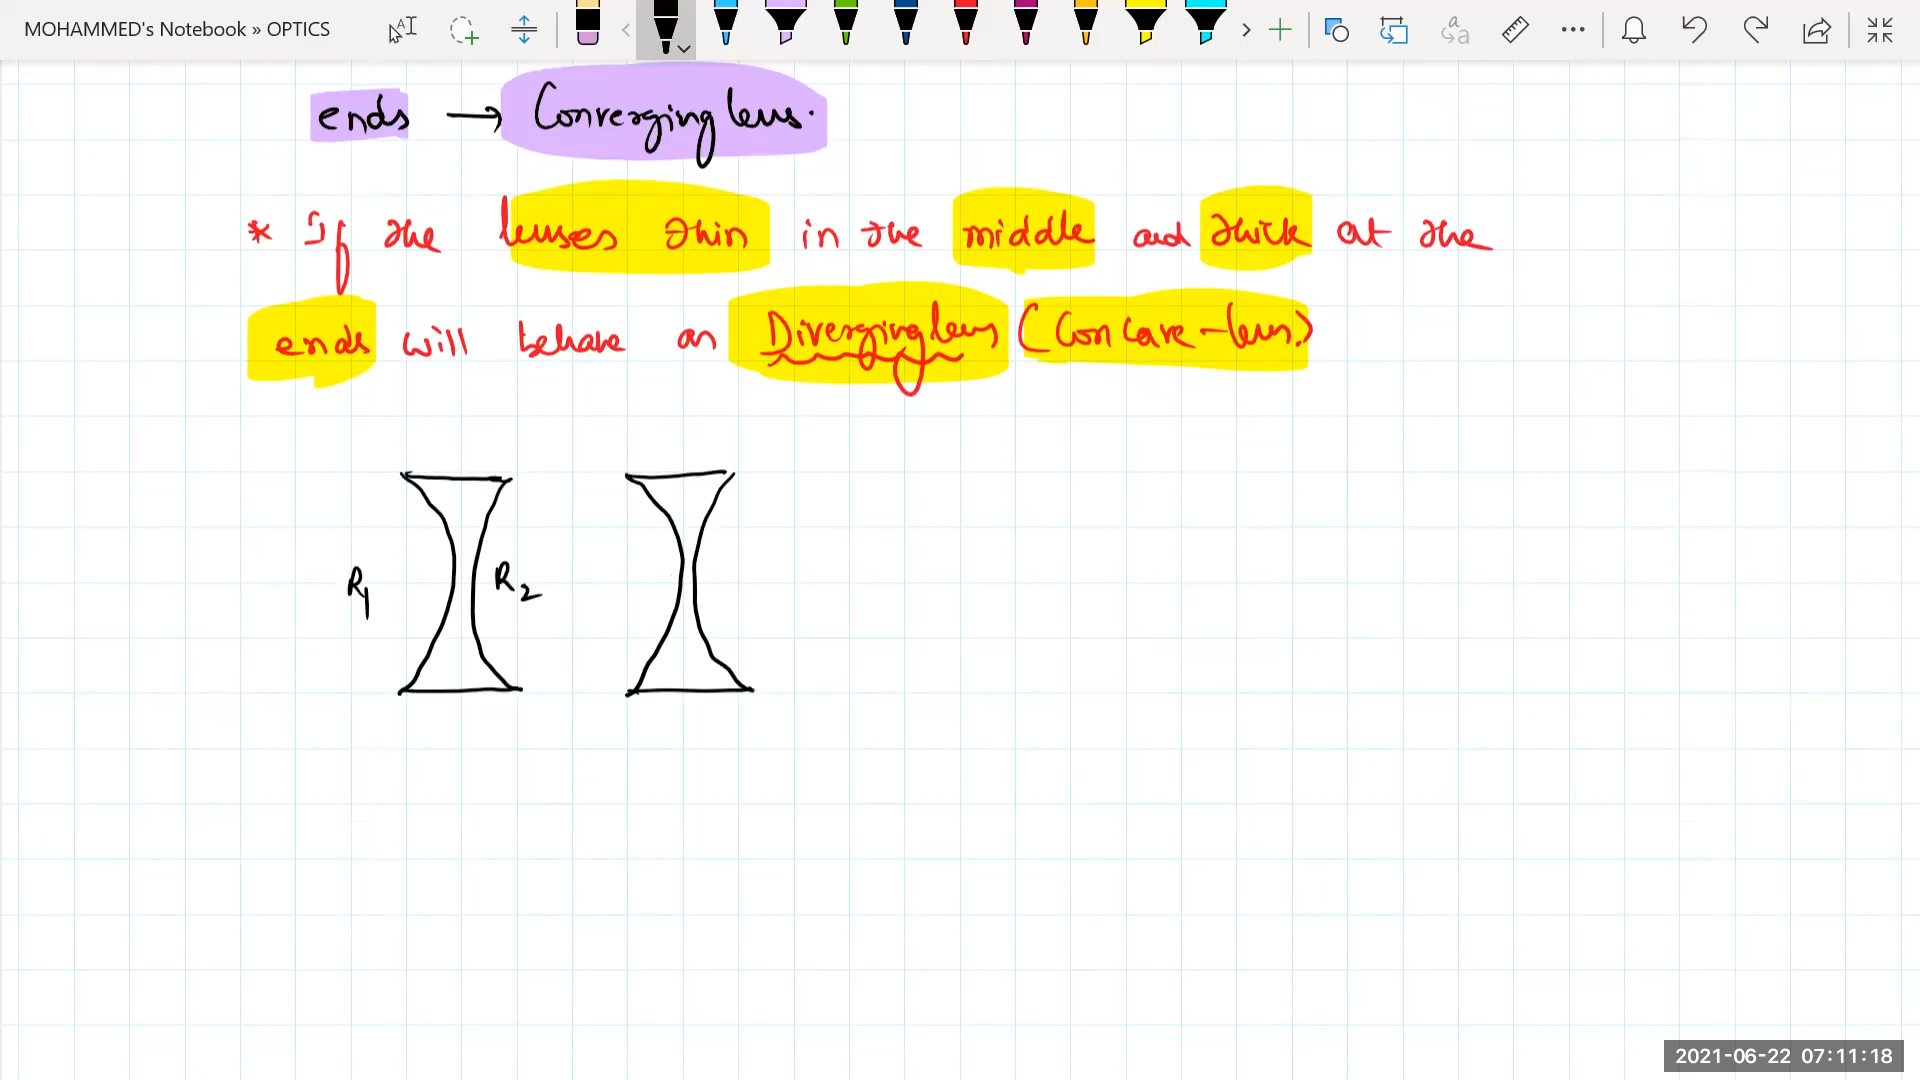 MOHAMMED's Notebook » OPTICS
ends → Converging lens.
* If the lenses thin in the middle and thick at the
ends will behave as Diverging lens (Concave-lens.)
R1 R2
2021-06-22 07:11:18